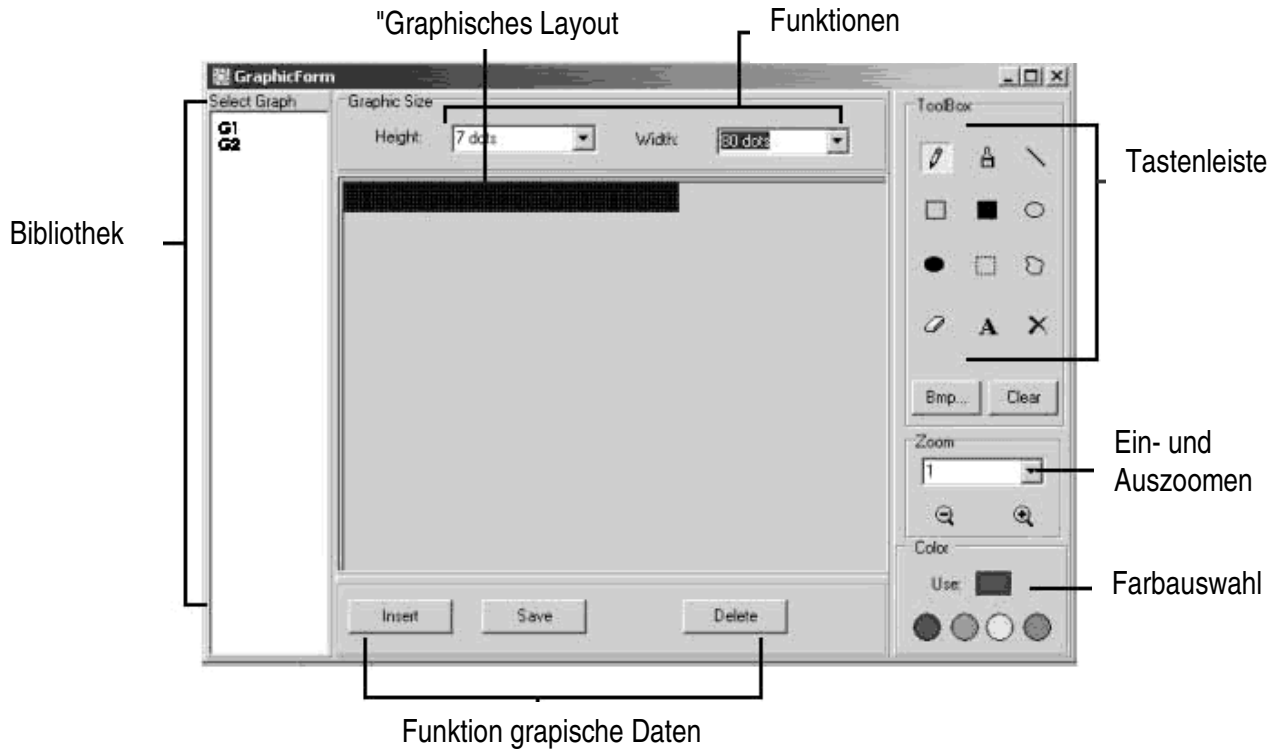 "Graphisches Layout
Funktionen
GraphicForm
Select Graph
G1
G2
Graphic Size
Height:
7 dots
Width:
80 dots
ToolBox
A
Bmp...
Clear
Zoom
1
Color
Use:
Insert
Save
Delete
Bibliothek
Tastenleiste
Ein- und
Auszoomen
Farbauswahl
Funktion grapische Daten